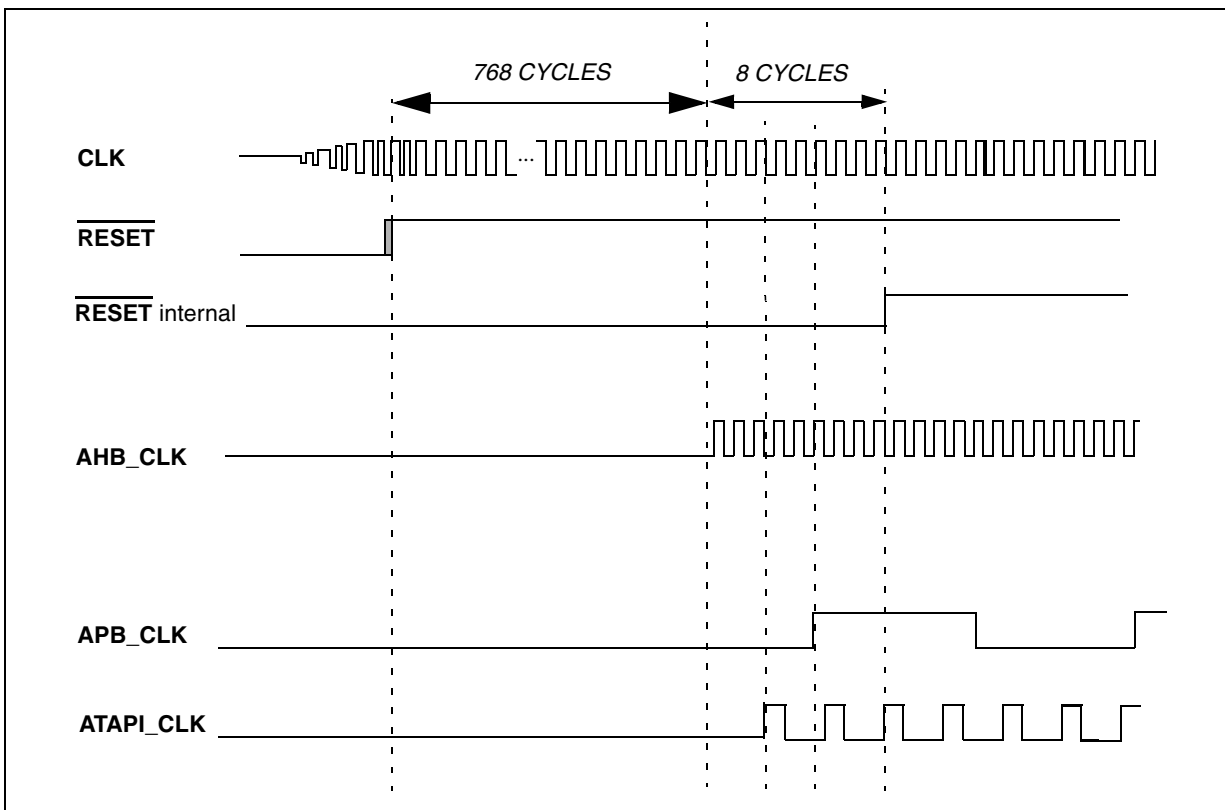 768 CYCLES
8 CYCLES
CLK
...
RESET
RESET internal
AHB_CLK
APB_CLK
ATAPI_CLK